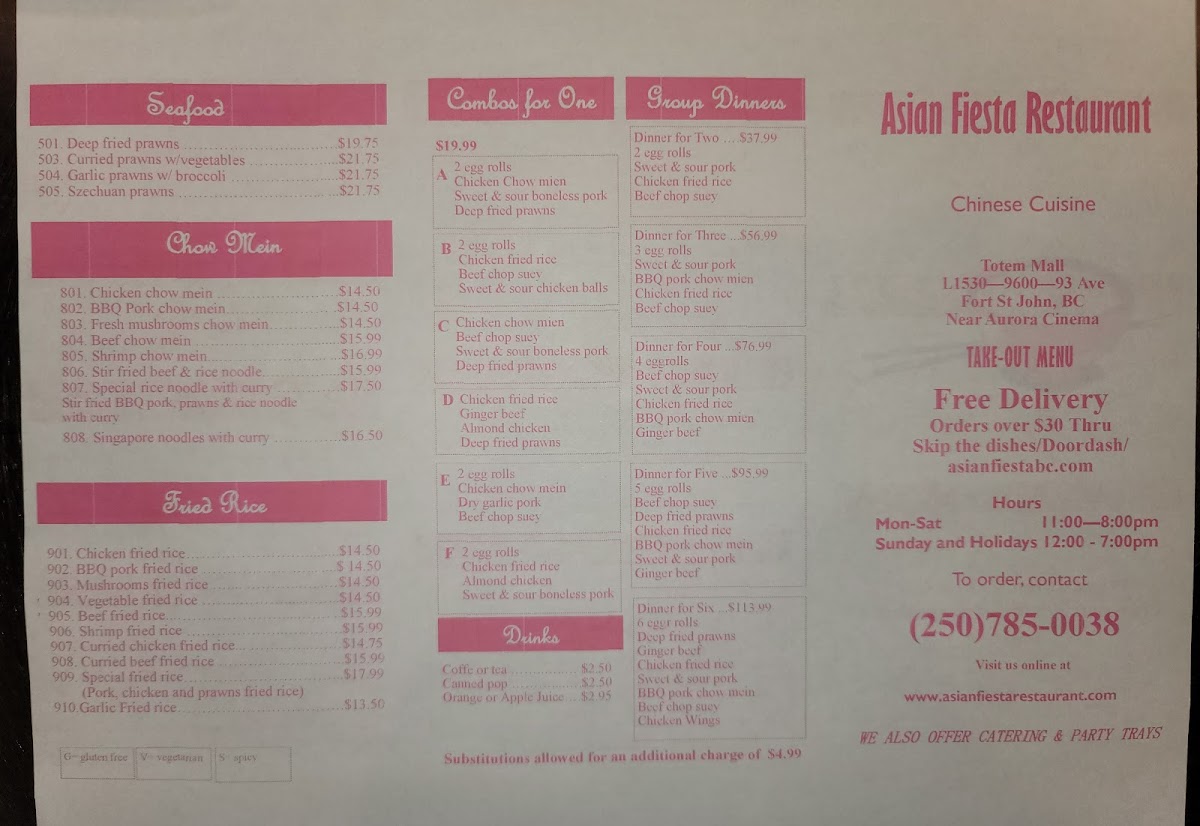 Seafood
501. Deep fried prawns ........ $19.75
503. Curried prawns w/vegetables ........ $21.75
504. Garlic prawns w/ broccoli ........ $21.75
505. Szechuan prawns ........ $21.75
Chow Mein
801. Chicken chow mein ........ $14.50
802. BBQ Pork chow mein ........ $14.50
803. Fresh mushrooms chow mein ........ $14.50
804. Beef chow mein ........ $15.99
805. Shrimp chow mein ........ $16.99
806. Stir fried beef & rice noodle ........ $15.99
807. Special rice noodle with curry ........ $17.50
Stir fried BBQ pork, prawns & rice noodle
with curry
808. Singapore noodles with curry ........ $16.50
Fried Rice
901. Chicken fried rice ........ $14.50
902. BBQ pork fried rice ........ $ 14.50
903. Mushrooms fried rice ........ $14.50
904. Vegetable fried rice ........ $14.50
905. Beef fried rice ........ $15.99
906. Shrimp fried rice ........ $15.99
907. Curried chicken fried rice ........ $14.75
908. Curried beef fried rice ........ $15.99
909. Special fried rice ........ $17.99
(Pork, chicken and prawns fried rice)
910.Garlic Fried rice ........ $13.50
G= gluten free
V= vegetarian
S= spicy
Combos for One
$19.99
A
2 egg rolls
Chicken Chow mien
Sweet & sour boneless pork
Deep fried prawns
B
2 egg rolls
Chicken fried rice
Beef chop suey
Sweet & sour chicken balls
C
Chicken chow mien
Beef chop suey
Sweet & sour boneless pork
Deep fried prawns
D
Chicken fried rice
Ginger beef
Almond chicken
Deep fried prawns
E
2 egg rolls
Chicken chow mein
Dry garlic pork
Beef chop suey
F
2 egg rolls
Chicken fried rice
Almond chicken
Sweet & sour boneless pork
Drinks
Coffe or tea ........ $2.50
Canned pop ........ $2.50
Orange or Apple Juice ... $2.95
Group Dinners
Dinner for Two ....$37.99
2 egg rolls
Sweet & sour pork
Chicken fried rice
Beef chop suey
Dinner for Three ...$56.99
3 egg rolls
Sweet & sour pork
BBQ pork chow mien
Chicken fried rice
Beef chop suey
Dinner for Four ...$76.99
4 eggrolls
Beef chop suey
Sweet & sour pork
Chicken fried rice
BBQ pork chow mien
Ginger beef
Dinner for Five ...$95.99
5 egg rolls
Beef chop suey
Deep fried prawns
Chicken fried rice
BBQ pork chow mein
Sweet & sour pork
Ginger beef
Dinner for Six ...$113.99
6 eggr rolls
Deep fried prawns
Ginger beef
Chicken fried rice
Sweet & sour pork
BBQ pork chow mein
Beef chop suey
Chicken Wings
Substitutions allowed for an additional charge of $4.99
Asian Fiesta Restaurant
Chinese Cuisine
Totem Mall
L1530—9600—93 Ave
Fort St John, BC
Near Aurora Cinema
TAKE-OUT MENU
Free Delivery
Orders over $30 Thru
Skip the dishes/Doordash/
asianfiestabc.com
Hours
Mon-Sat 11:00—8:00pm
Sunday and Holidays 12:00 - 7:00pm
To order, contact
(250)785-0038
Visit us online at
www.asianfiestarestaurant.com
WE ALSO OFFER CATERING & PARTY TRAYS